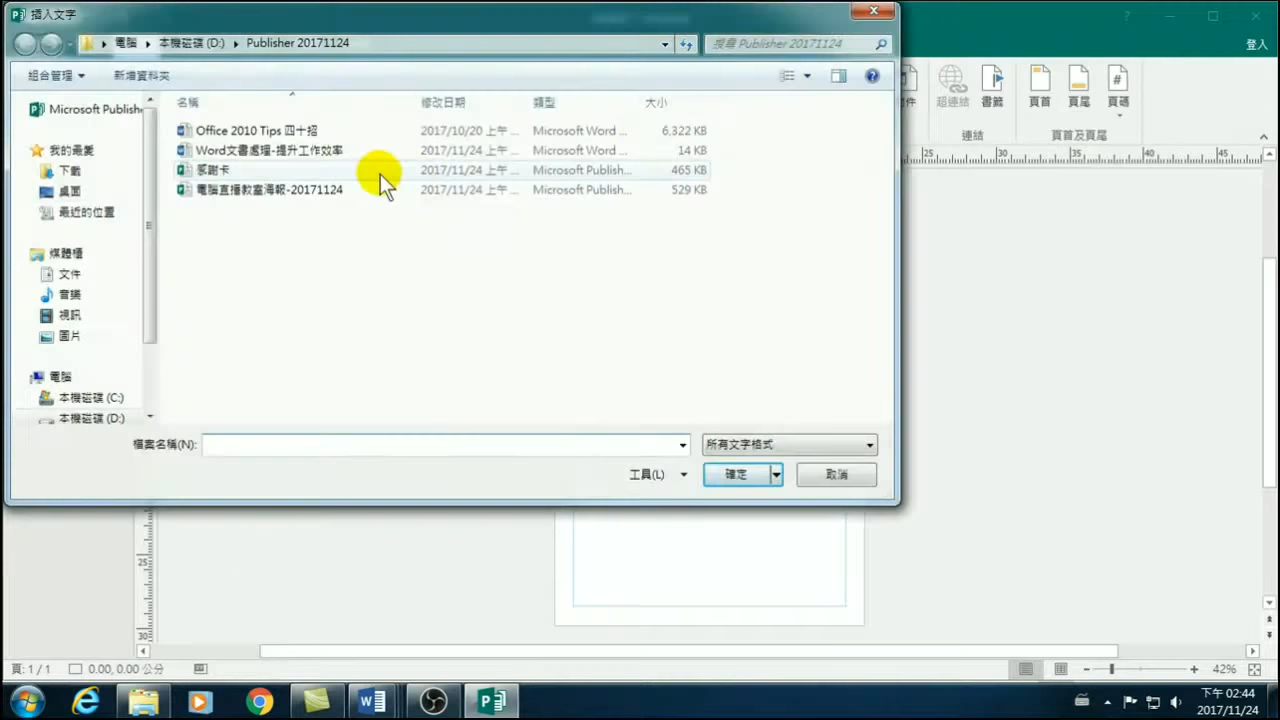 插入文字
電腦 本機磁碟 (D:) Publisher 20171124
搜尋 Publisher 20171124
登入
組合管理 新增資料夾
Microsoft Publish
名稱 修改日期 類型 大小
Office 2010 Tips 四十招 2017/10/20 上午 ... Microsoft Word ... 6,322 KB
Word文書處理-提升工作效率 2017/11/24 上午 ... Microsoft Word ... 14 KB
感謝卡 2017/11/24 上午 ... Microsoft Publish... 465 KB
電腦直播教室海報-20171124 2017/11/24 上午 ... Microsoft Publish... 529 KB
我的最愛
下載
桌面
最近的位置
媒體櫃
文件
音樂
視訊
圖片
電腦
本機磁碟 (C:)
本機磁碟 (D:)
檔案名稱(N):
所有文字格式
工具(L) 確定 取消
件 超連結 書籤 頁首 頁尾 頁碼
連結 頁首及頁尾
25 30 35 40 45
25
30
頁: 1 / 1 0.00, 0.00 公分
42%
下午 02:44
2017/11/24